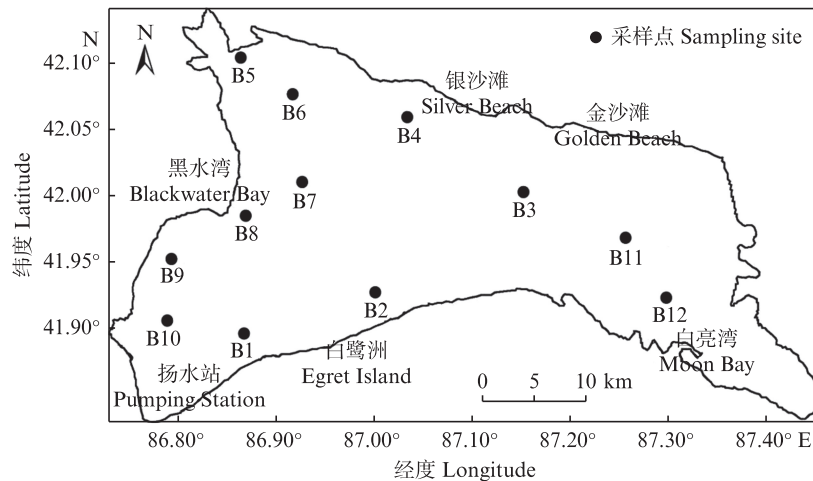 N
采样点 Sampling site
42.10°
42.05°
42.00°
41.95°
41.90°
纬度 Latitude
B5
B6
银沙滩
Silver Beach
B4
金沙滩
Golden Beach
黑水湾
Blackwater Bay
B7
B3
B8
B11
B9
B2
B12
B10
B1
白鹭洲
Egret Island
白亮湾
Moon Bay
扬水站
Pumping Station
0 5 10 km
86.80° 86.90° 87.00° 87.10° 87.20° 87.30° 87.40° E
经度 Longitude